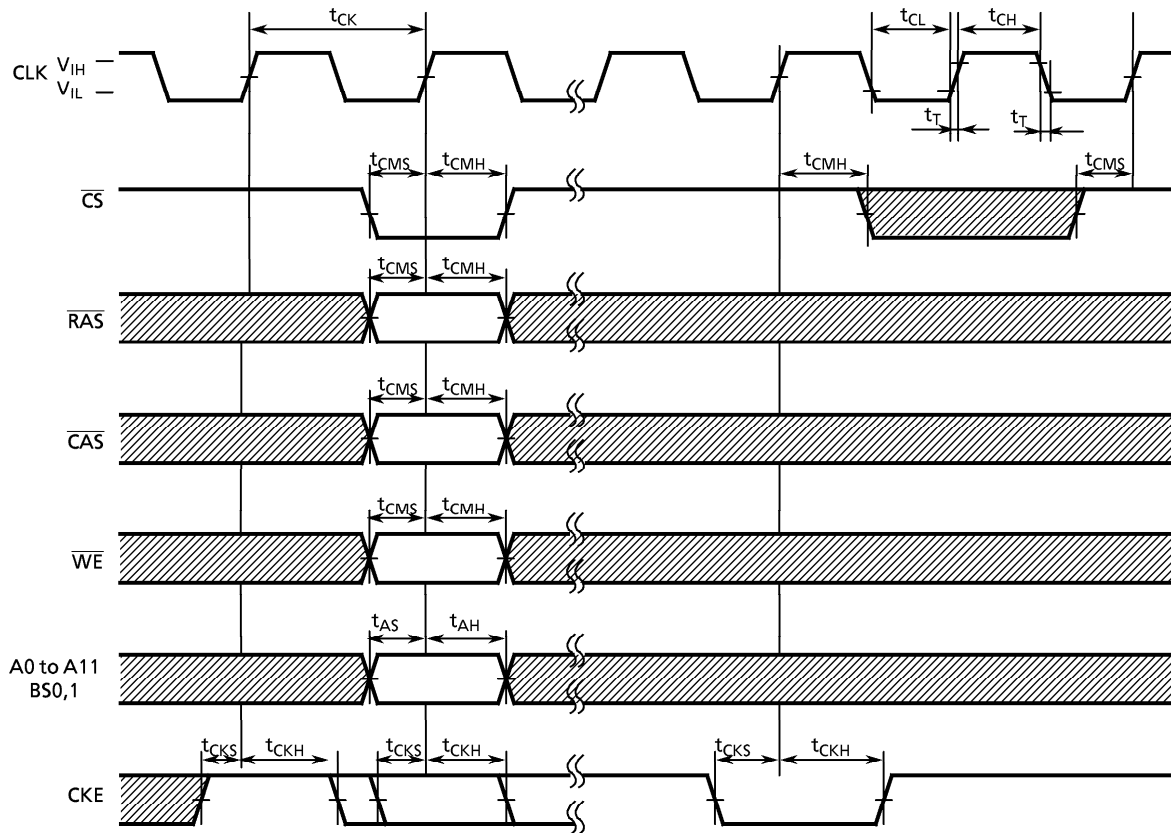 tCK tCL tCH
CLK VIH
VIL
tT tT
tCMS tCMH tCMH tCMS
CS
tCMS tCMH
RAS
tCMS tCMH
CAS
tCMS tCMH
WE
tAS tAH
A0 to A11
BS0,1
tCKS tCKH tCKS tCKH tCKS tCKH
CKE